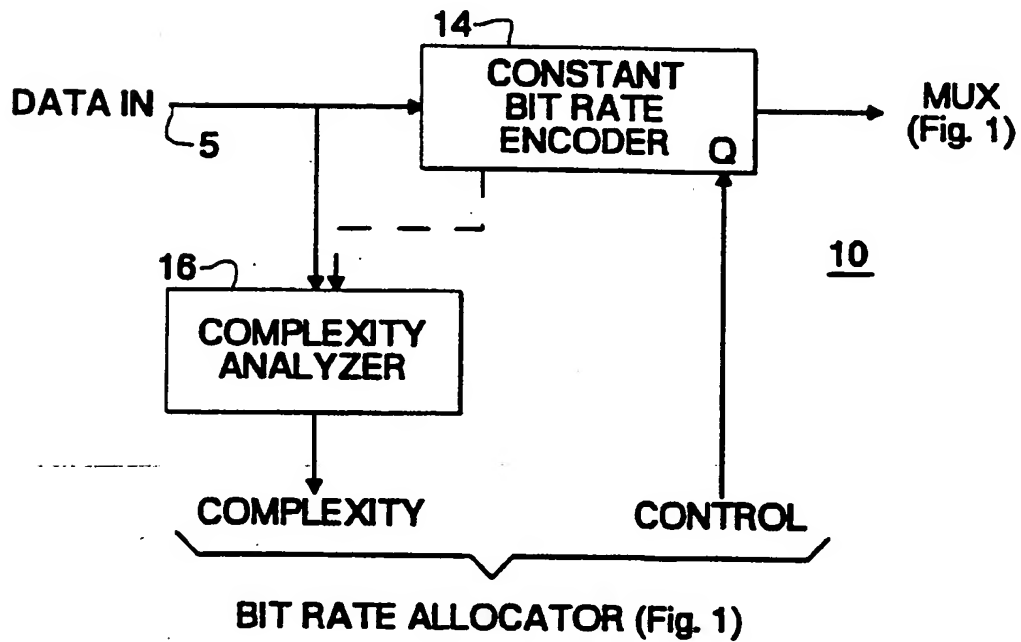 14
DATA IN
5
CONSTANT
BIT RATE
ENCODER
Q
MUX
(Fig. 1)
10
16
COMPLEXITY
ANALYZER
COMPLEXITY
CONTROL
BIT RATE ALLOCATOR (Fig. 1)